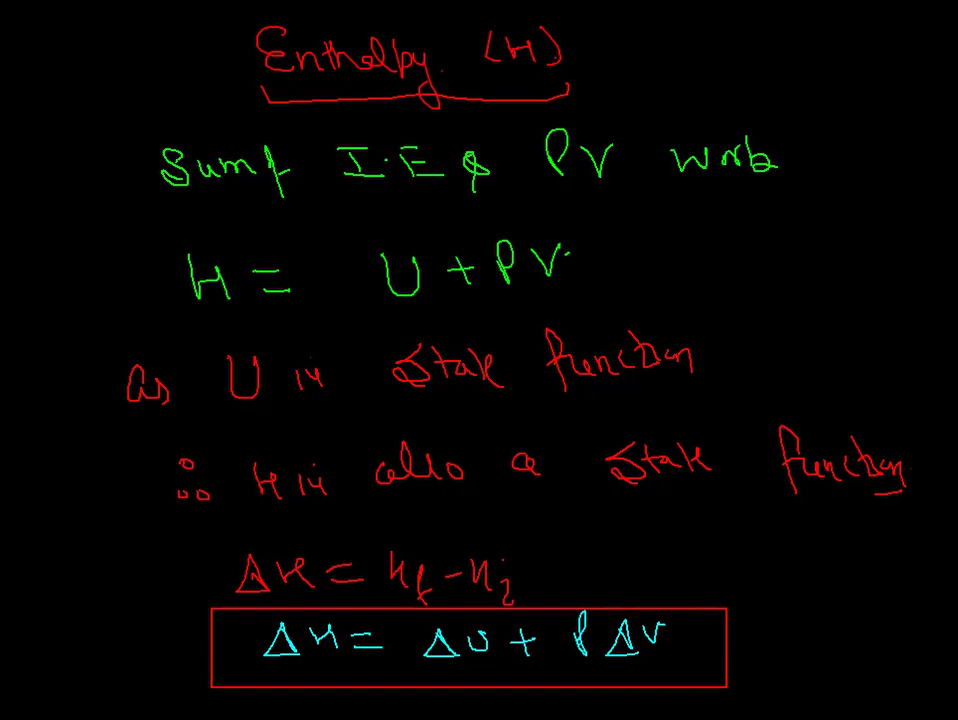 Enthalpy (H)
Sum of I.E & PV work
H = U + PV.
as U is state function
∴ H is also a state function
ΔH = Hf - Hi
ΔH = ΔU + PΔV